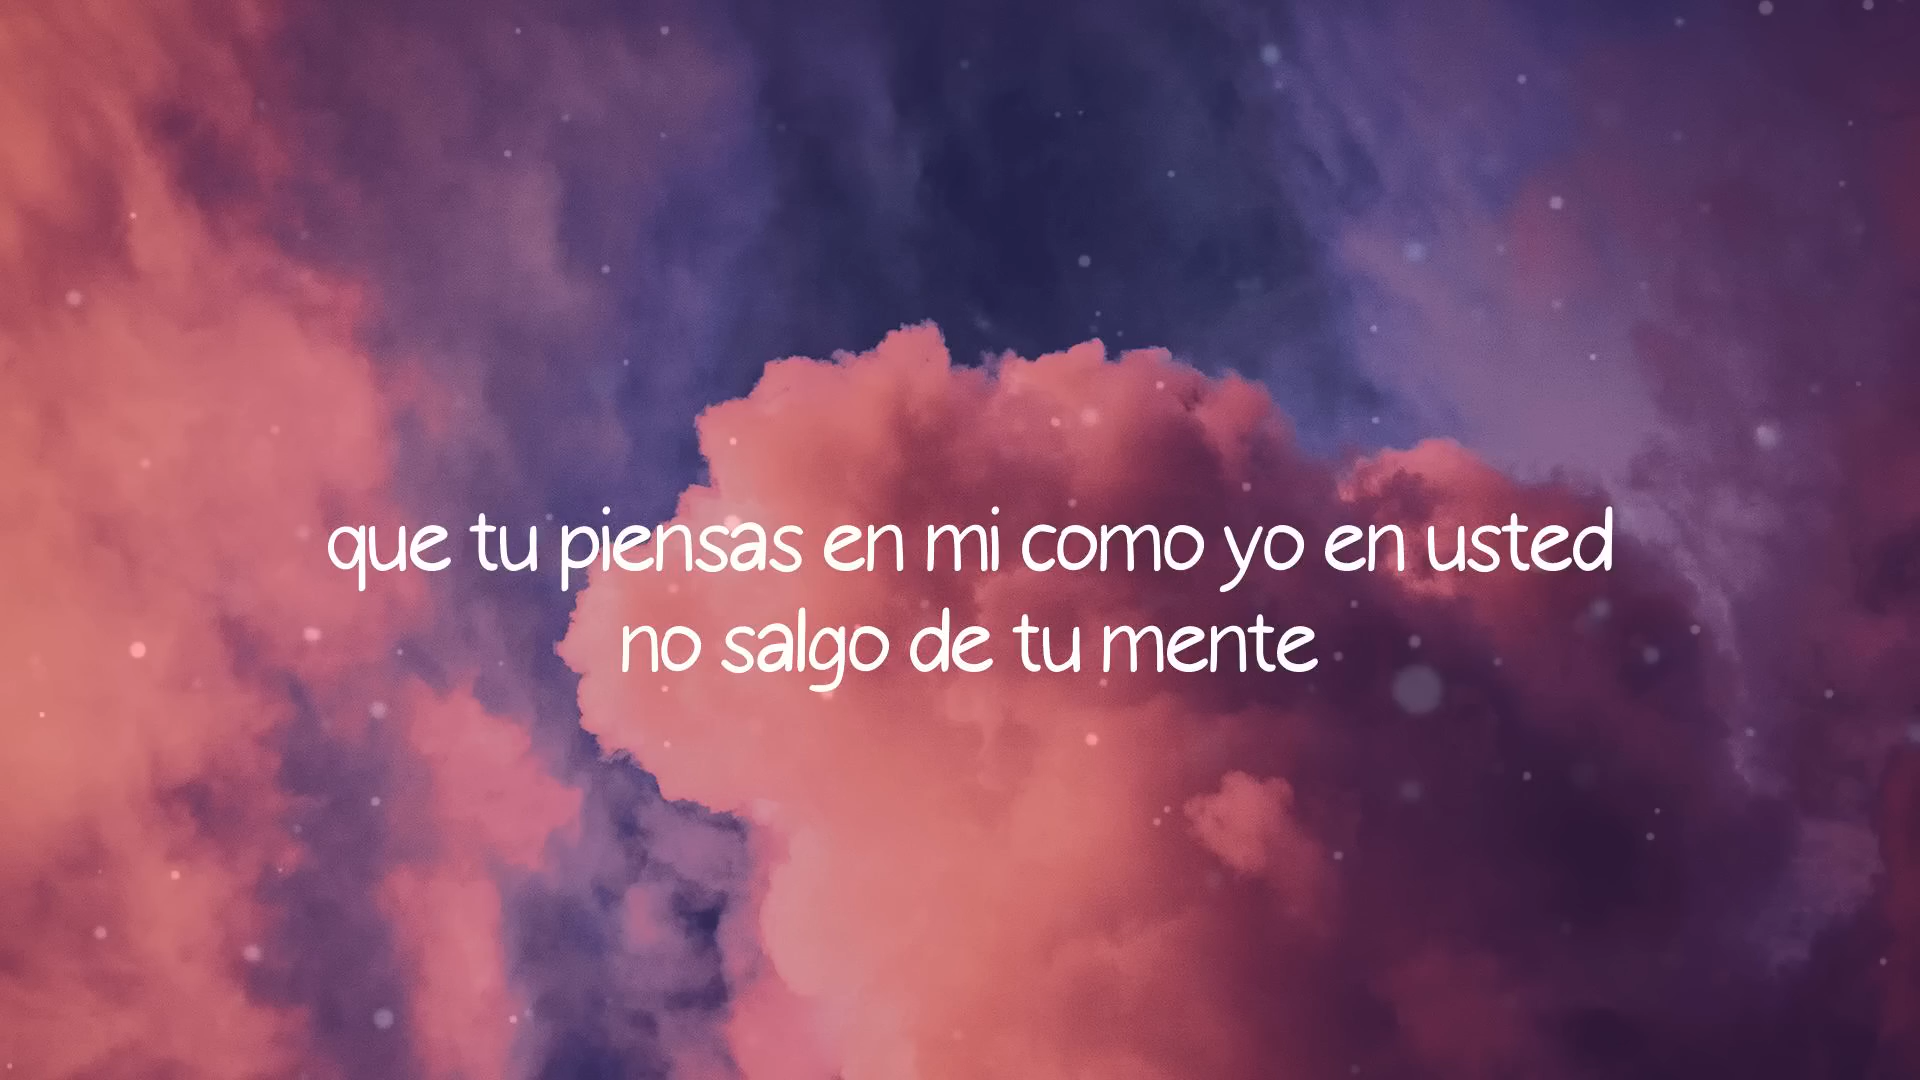 que tu piensas en mi como yo en usted
no salgo de tu mente